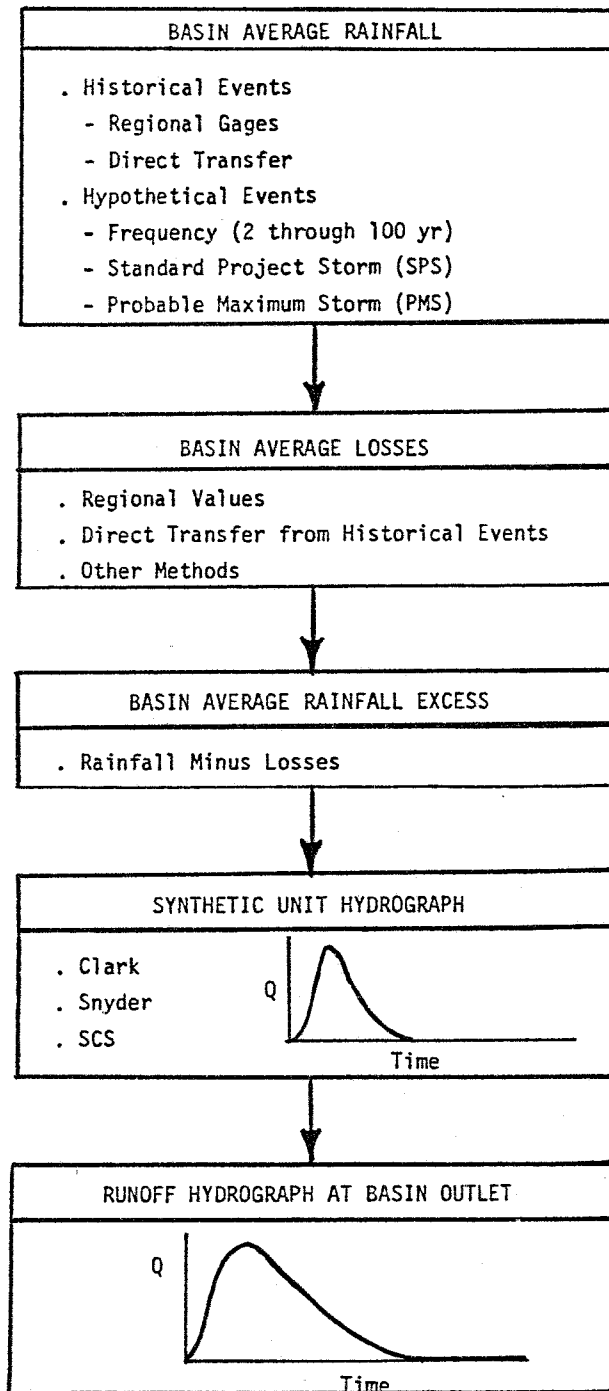 BASIN AVERAGE RAINFALL
. Historical Events
- Regional Gages
- Direct Transfer
. Hypothetical Events
- Frequency (2 through 100 yr)
- Standard Project Storm (SPS)
- Probable Maximum Storm (PMS)
BASIN AVERAGE LOSSES
. Regional Values
. Direct Transfer from Historical Events
. Other Methods
BASIN AVERAGE RAINFALL EXCESS
. Rainfall Minus Losses
SYNTHETIC UNIT HYDROGRAPH
. Clark
. Snyder
. SCS
Q
Time
RUNOFF HYDROGRAPH AT BASIN OUTLET
Q
Time